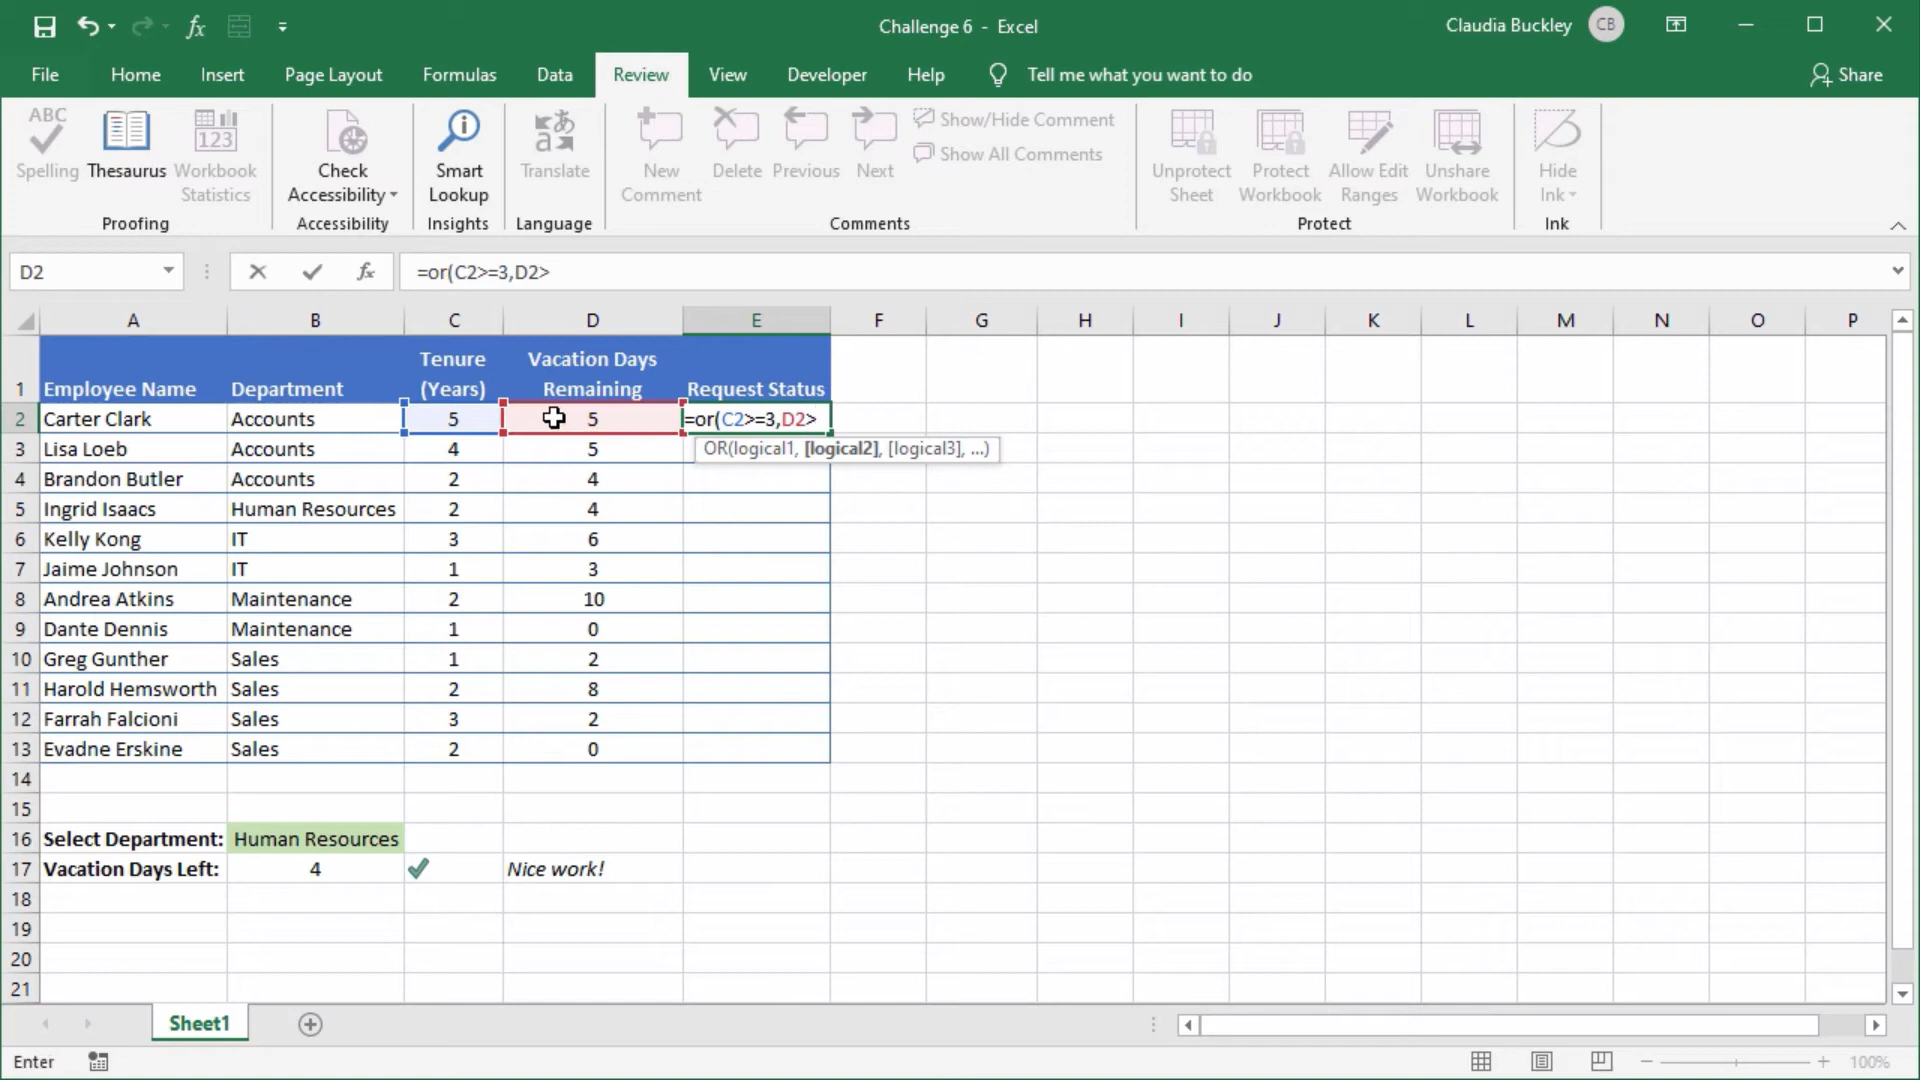 Challenge 6 - Excel
Claudia Buckley CB
File Home Insert Page Layout Formulas Data Review View Developer Help Tell me what you want to do Share
ABC
Spelling Thesaurus Workbook Statistics
123
Proofing
Check Accessibility
Accessibility
Smart Lookup
Insights
Translate
Language
New Comment Delete Previous Next
Show/Hide Comment
Show All Comments
Comments
Unprotect Sheet Protect Workbook Allow Edit Ranges Unshare Workbook
Protect
Hide Ink
Ink
D2 fx =or(C2>=3,D2>
A B C D E F G H I J K L M N O P
1 Employee Name Department Tenure (Years) Vacation Days Remaining Request Status
2 Carter Clark Accounts 5 5 =or(C2>=3,D2>
OR(logical1, [logical2], [logical3], ...)
3 Lisa Loeb Accounts 4 5
4 Brandon Butler Accounts 2 4
5 Ingrid Isaacs Human Resources 2 4
6 Kelly Kong IT 3 6
7 Jaime Johnson IT 1 3
8 Andrea Atkins Maintenance 2 10
9 Dante Dennis Maintenance 1 0
10 Greg Gunther Sales 1 2
11 Harold Hemsworth Sales 2 8
12 Farrah Falcioni Sales 3 2
13 Evadne Erskine Sales 2 0
14
15
16 Select Department: Human Resources
17 Vacation Days Left: 4 Nice work!
18
19
20
21
Sheet1
Enter 100%